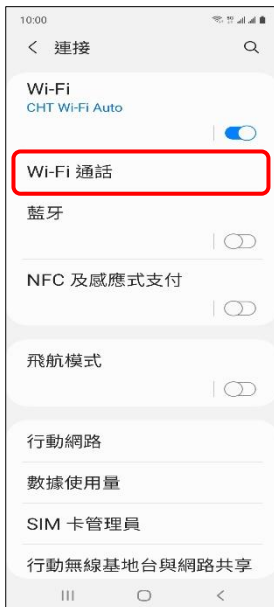 10:00
連接
Wi-Fi
CHT Wi-Fi Auto
Wi-Fi 通話
藍牙
NFC 及感應式支付
飛航模式
行動網路
數據使用量
SIM 卡管理員
行動無線基地台與網路共享